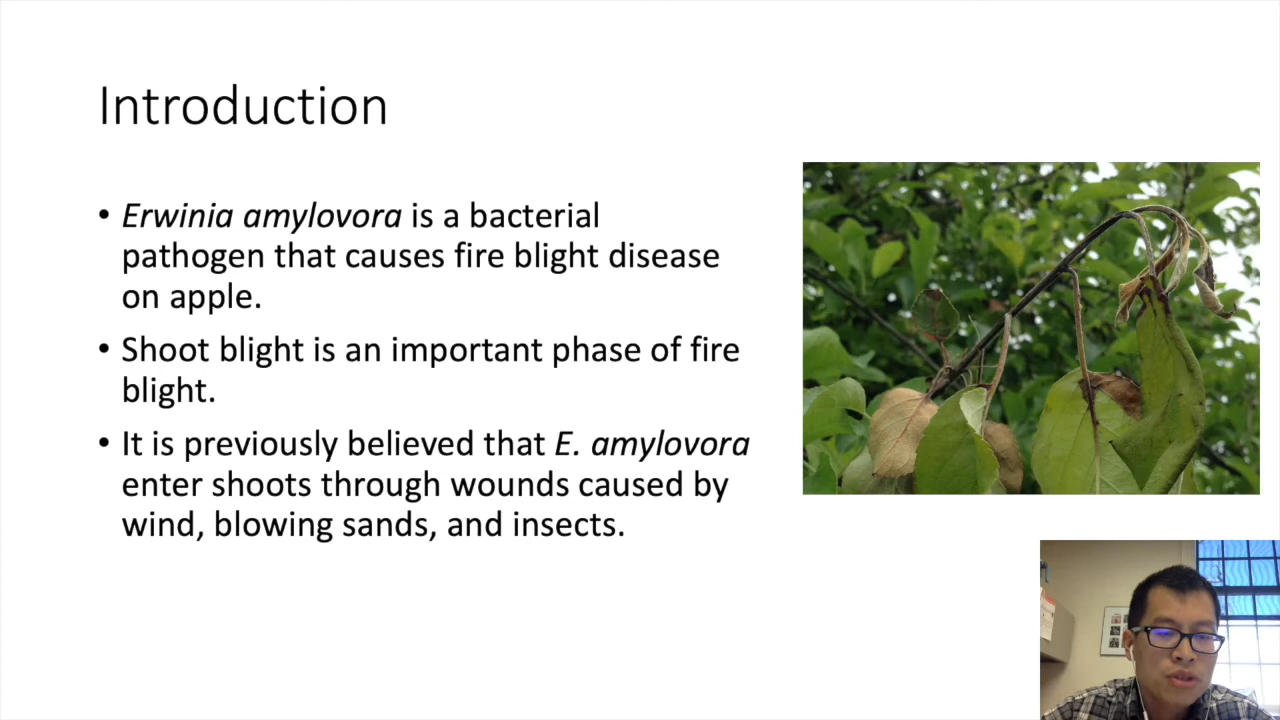 Introduction
• Erwinia amylovora is a bacterial
pathogen that causes fire blight disease
on apple.
• Shoot blight is an important phase of fire
blight.
• It is previously believed that E. amylovora
enter shoots through wounds caused by
wind, blowing sands, and insects.